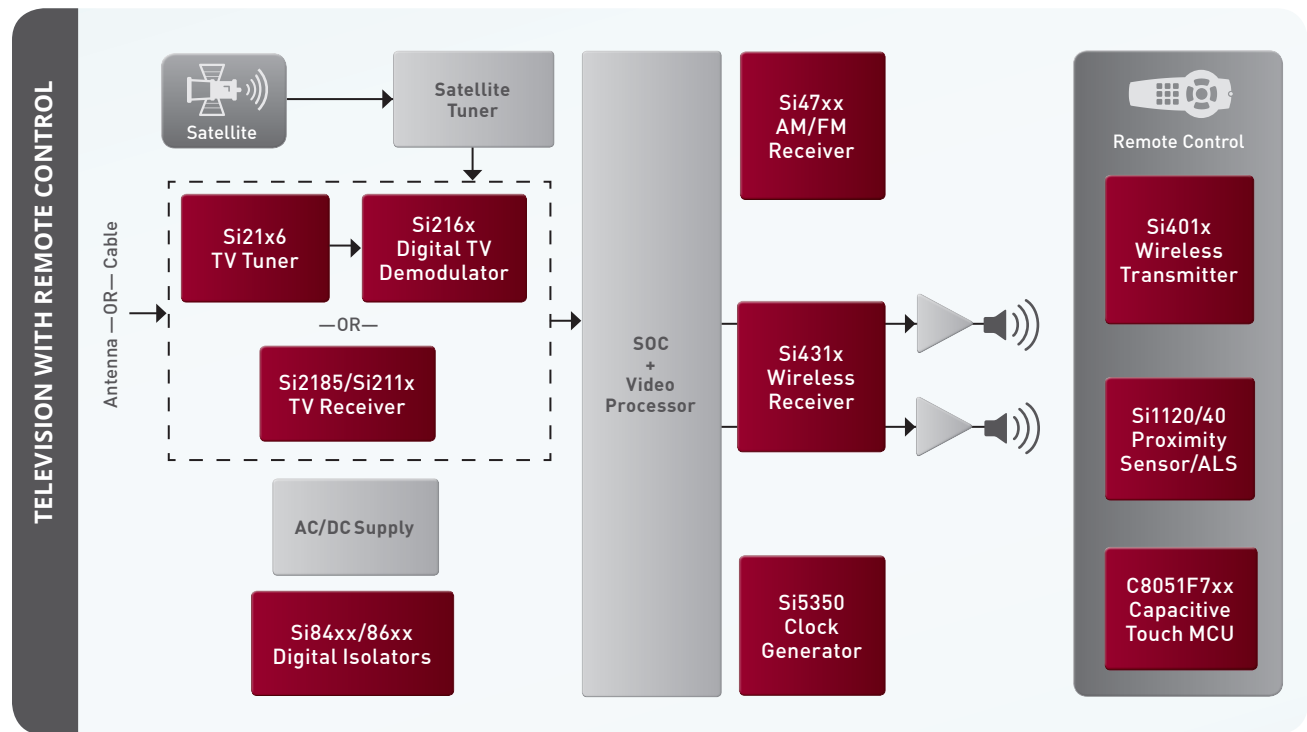 TELEVISION WITH REMOTE CONTROL
Antenna —OR— Cable
Satellite
Satellite
Tuner
Si21x6
TV Tuner
Si216x
Digital TV
Demodulator
—OR—
Si2185/Si211x
TV Receiver
AC/DC Supply
Si84xx/86xx
Digital Isolators
SOC
+
Video
Processor
Si47xx
AM/FM
Receiver
Si431x
Wireless
Receiver
Si5350
Clock
Generator
Remote Control
Si401x
Wireless
Transmitter
Si1120/40
Proximity
Sensor/ALS
C8051F7xx
Capacitive
Touch MCU